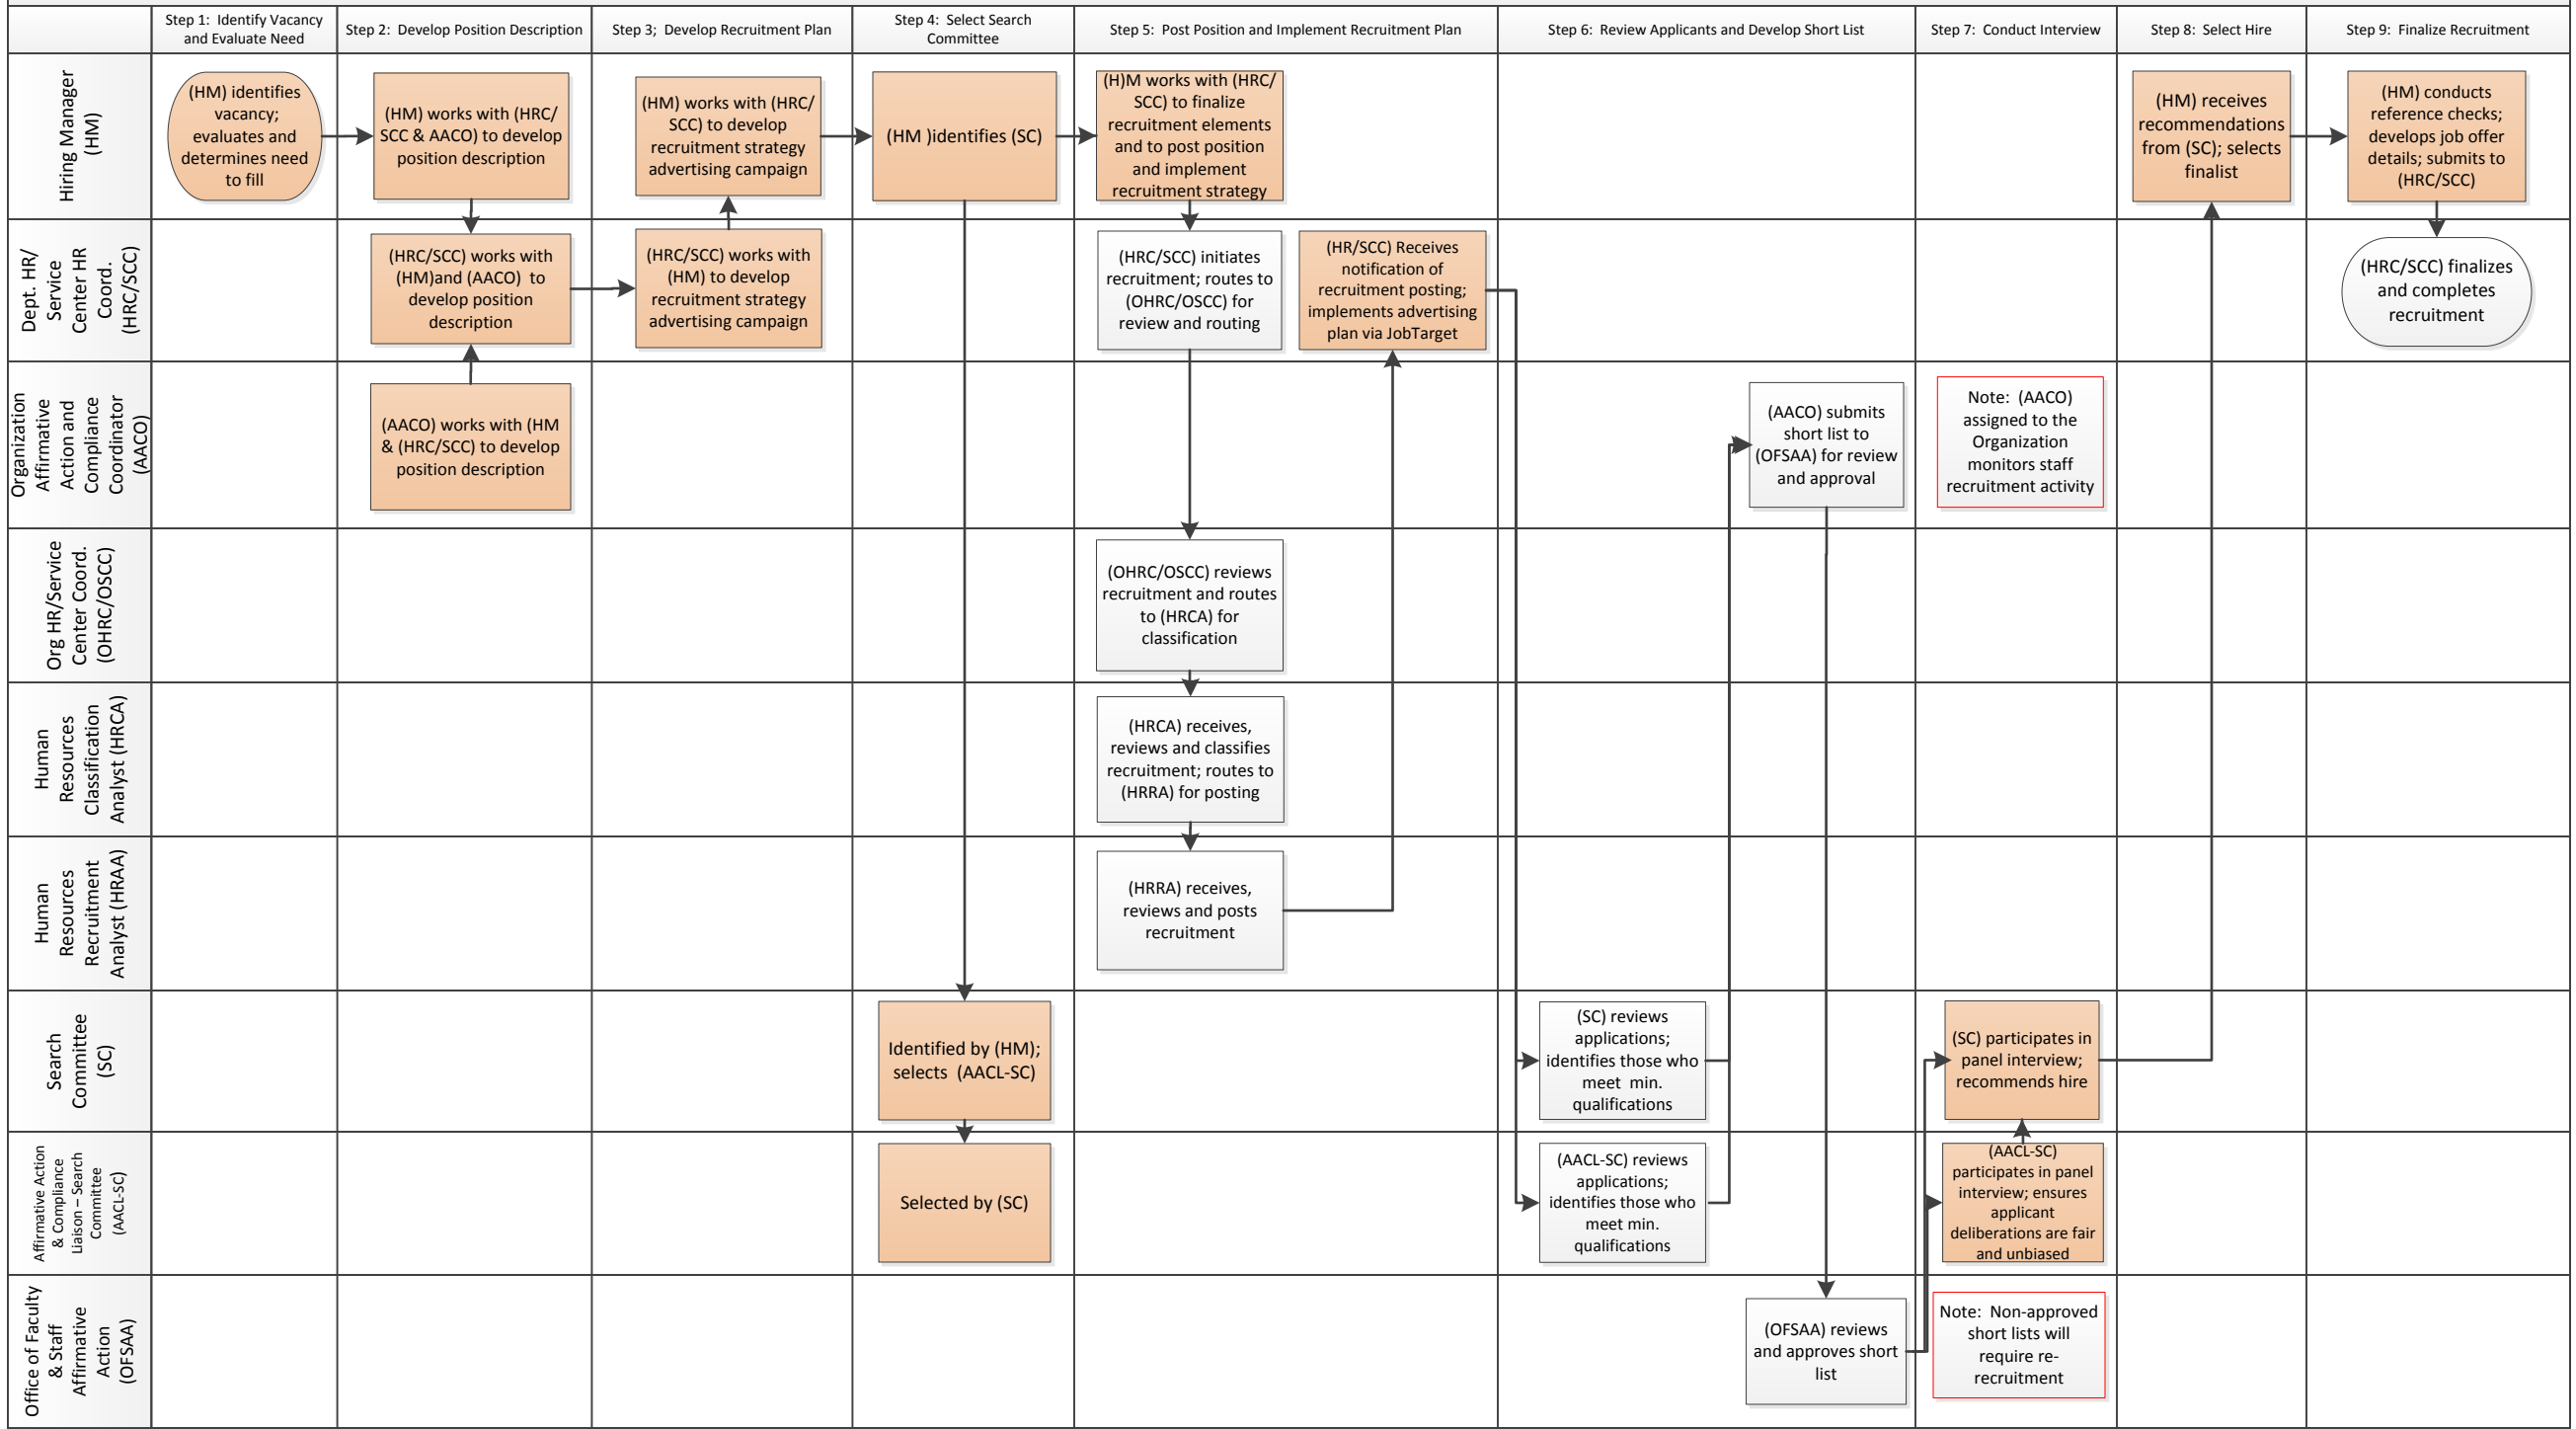 Step 1:  Identify Vacancy
and Evaluate Need
Step 2:  Develop Position Description
Step 3;  Develop Recruitment Plan
Step 4:  Select Search
Committee
Step 5:  Post Position and Implement Recruitment Plan
Step 6:  Review Applicants and Develop Short List
Step 7:  Conduct Interview
Step 8:  Select Hire
Step 9:  Finalize Recruitment
Hiring Manager
(HM)
(HM) identifies
vacancy;
evaluates and
determines need
to fill
(HM) works with (HRC/
SCC & AACO) to develop
position description
(HM) works with (HRC/
SCC) to develop
recruitment strategy
advertising campaign
(HM )identifies (SC)
(H)M works with (HRC/
SCC) to finalize
recruitment elements
and to post position
and implement
recruitment strategy
(HM) receives
recommendations
from (SC); selects
finalist
(HM) conducts
reference checks;
develops job offer
details; submits to
(HRC/SCC)
Dept. HR/
Service
Center HR
Coord.
(HRC/SCC)
(HRC/SCC) works with
(HM)and (AACO)  to
develop position
description
(HRC/SCC) works with
(HM) to develop
recruitment strategy
advertising campaign
(HRC/SCC) initiates
recruitment; routes to
(OHRC/OSCC) for
review and routing
(HR/SCC) Receives
notification of
recruitment posting;
implements advertising
plan via JobTarget
(HRC/SCC) finalizes
and completes
recruitment
Organization
Affirmative
Action and
Compliance
Coordinator
(AACO)
(AACO) works with (HM
& (HRC/SCC) to develop
position description
(AACO) submits
short list to
(OFSAA) for review
and approval
Note:  (AACO)
assigned to the
Organization
monitors staff
recruitment activity
Org HR/Service
Center Coord.
(OHRC/OSCC)
(OHRC/OSCC) reviews
recruitment and routes
to (HRCA) for
classification
Human
Resources
Classification
Analyst (HRCA)
(HRCA) receives,
reviews and classifies
recruitment; routes to
(HRRA) for posting
Human
Resources
Recruitment
Analyst (HRAA)
(HRRA) receives,
reviews and posts
recruitment
Search
Committee
(SC)
Identified by (HM);
selects  (AACL-SC)
(SC) reviews
applications;
identifies those who
meet  min.
qualifications
(SC) participates in
panel interview;
recommends hire
Affirmative Action
& Compliance
Liaison – Search
Committee
(AACL-SC)
Selected by (SC)
(AACL-SC) reviews
applications;
identifies those who
meet min.
qualifications
(AACL-SC)
participates in panel
interview; ensures
applicant
deliberations are fair
and unbiased
Office of Faculty
& Staff
Affirmative
Action
(OFSAA)
(OFSAA) reviews
and approves short
list
Note:  Non-approved
short lists will
require re-
recruitment